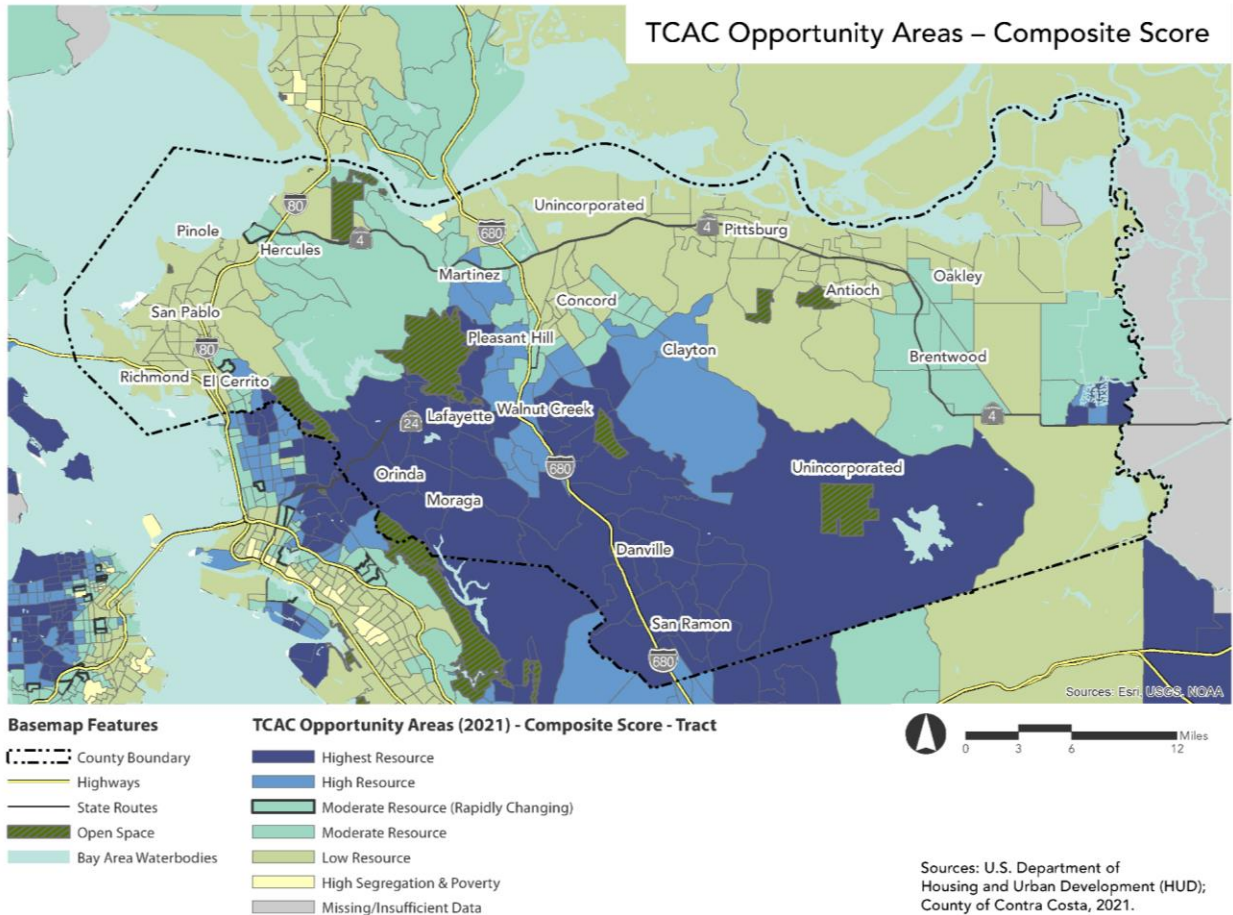 TCAC Opportunity Areas – Composite Score
Unincorporated
80
Pinole
4
Pittsburg
680
Hercules
4
Martinez
Oakley
Antioch
Concord
San Pablo
Pleasant Hill
80
Clayton
Brentwood
Richmond
El Cerrito
Lafayette
Walnut Creek
24
4
680
Unincorporated
Orinda
Moraga
Danville
San Ramon
680
Sources: Esri, USGS, NOAA
Basemap Features
County Boundary
Highways
State Routes
Open Space
Bay Area Waterbodies
TCAC Opportunity Areas (2021) - Composite Score - Tract
Highest Resource
High Resource
Moderate Resource (Rapidly Changing)
Moderate Resource
Low Resource
High Segregation & Poverty
Missing/Insufficient Data
Miles
0 3 6 12
Sources: U.S. Department of
Housing and Urban Development (HUD);
County of Contra Costa, 2021.